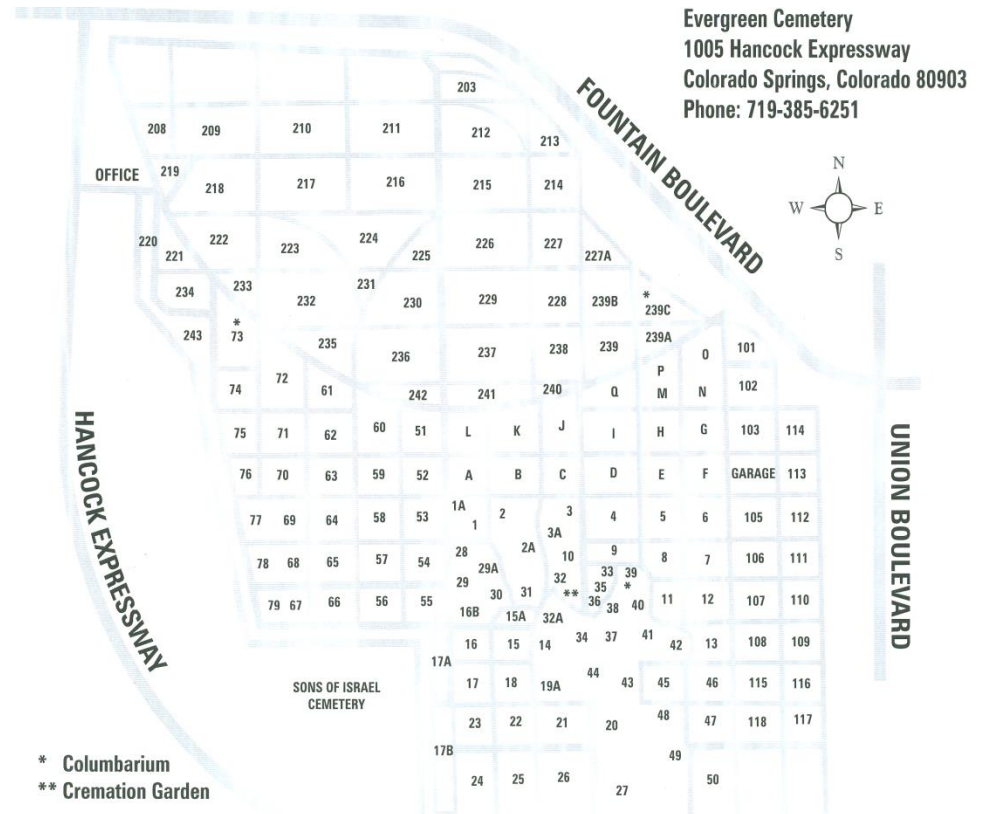 Evergreen Cemetery
1005 Hancock Expressway
Colorado Springs, Colorado 80903
Phone: 719-385-6251
FOUNTAIN BOULEVARD
N
W E
S
203
208 209 210 211 212 213
OFFICE 219 218 217 216 215 214
220 221 222 223 224 225 226 227 227A
234 233 232 231 230 229 228 239B * 239C
243 * 73 235 236 237 238 239 239A O 101
74 72 61 242 241 240 Q P M N 102
HANCOCK EXPRESSWAY
UNION BOULEVARD
75 71 62 60 51 L K J I H G 103 114
76 70 63 59 52 A B C D E F GARAGE 113
77 69 64 58 53 1A 1 2 3 3A 4 5 6 105 112
78 68 65 57 54 28 29A 2A 10 9 8 7 106 111
79 67 66 56 55 29 30 31 32 ** 33 35 36 39 * 38 40 11 12 107 110
16B 15A 32A
17A 16 15 14 34 37 41 42 13 108 109
SONS OF ISRAEL
CEMETERY
17 18 19A 44 43 45 46 115 116
23 22 21 20 48 47 118 117
17B 24 25 26 27 49 50
* Columbarium
** Cremation Garden